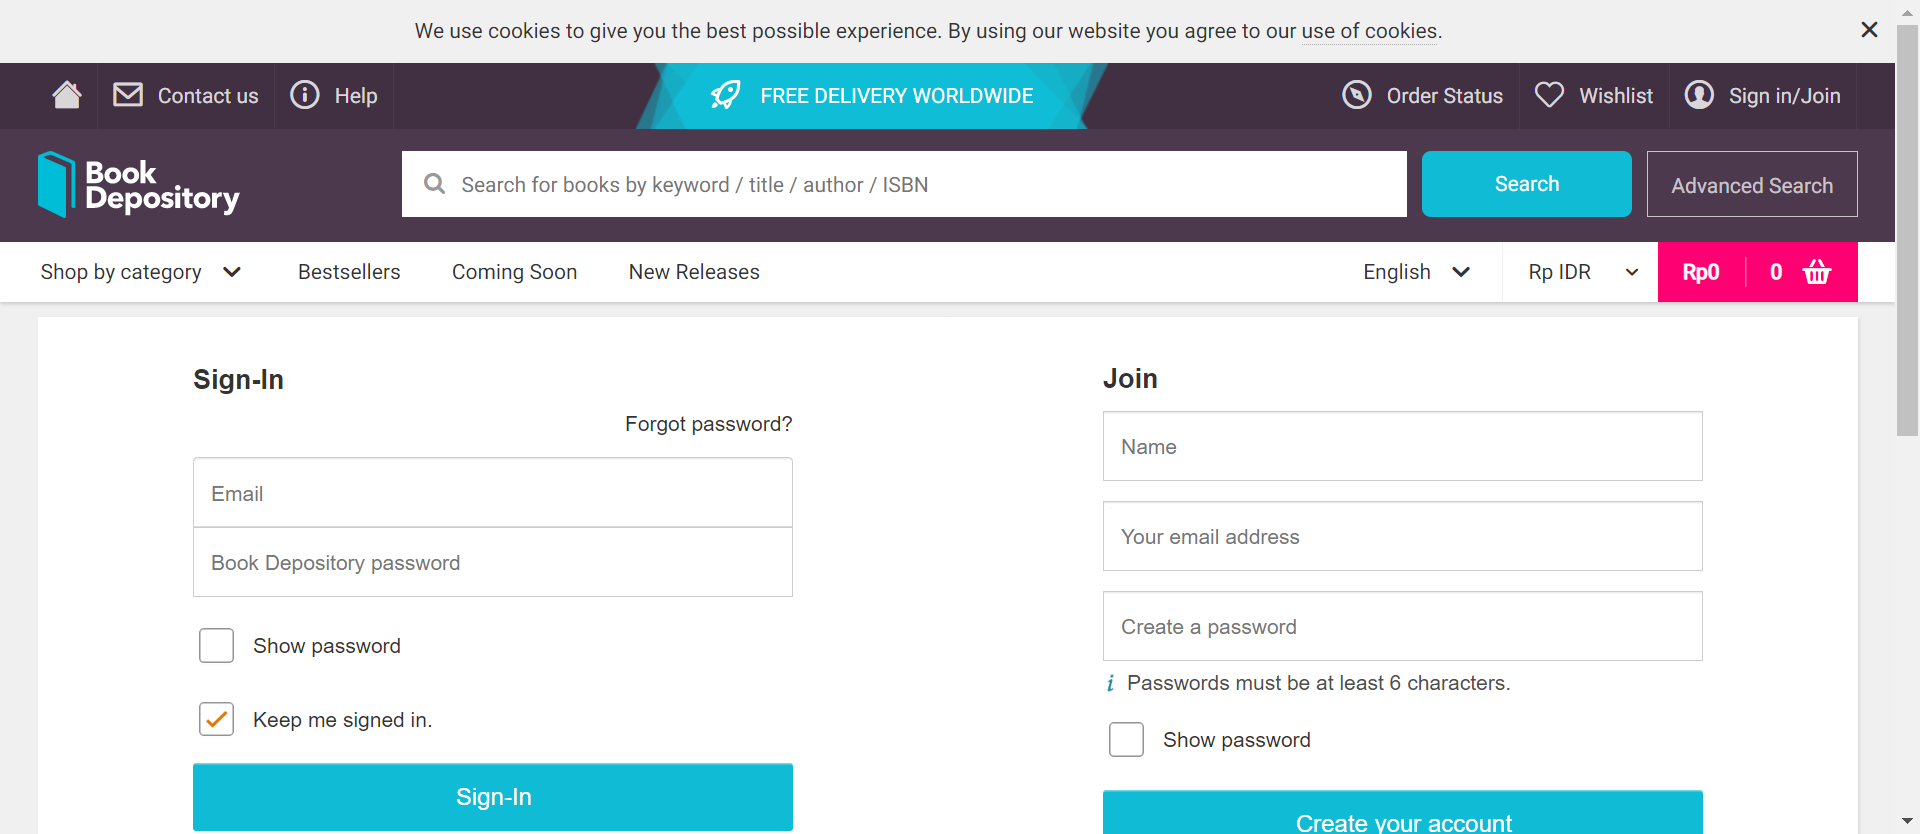 We use cookies to give you the best possible experience. By using our website you agree to our use of cookies.
Contact us
Help
FREE DELIVERY WORLDWIDE
Order Status
Wishlist
Sign in/Join
Book
Depository
Search for books by keyword / title / author / ISBN
Search
Advanced Search
Shop by category
Bestsellers
Coming Soon
New Releases
English
Rp IDR
Rp0
0
Sign-In
Forgot password?
Email
Book Depository password
Show password
Keep me signed in.
Sign-In
Join
Name
Your email address
Create a password
i Passwords must be at least 6 characters.
Show password
Create your account